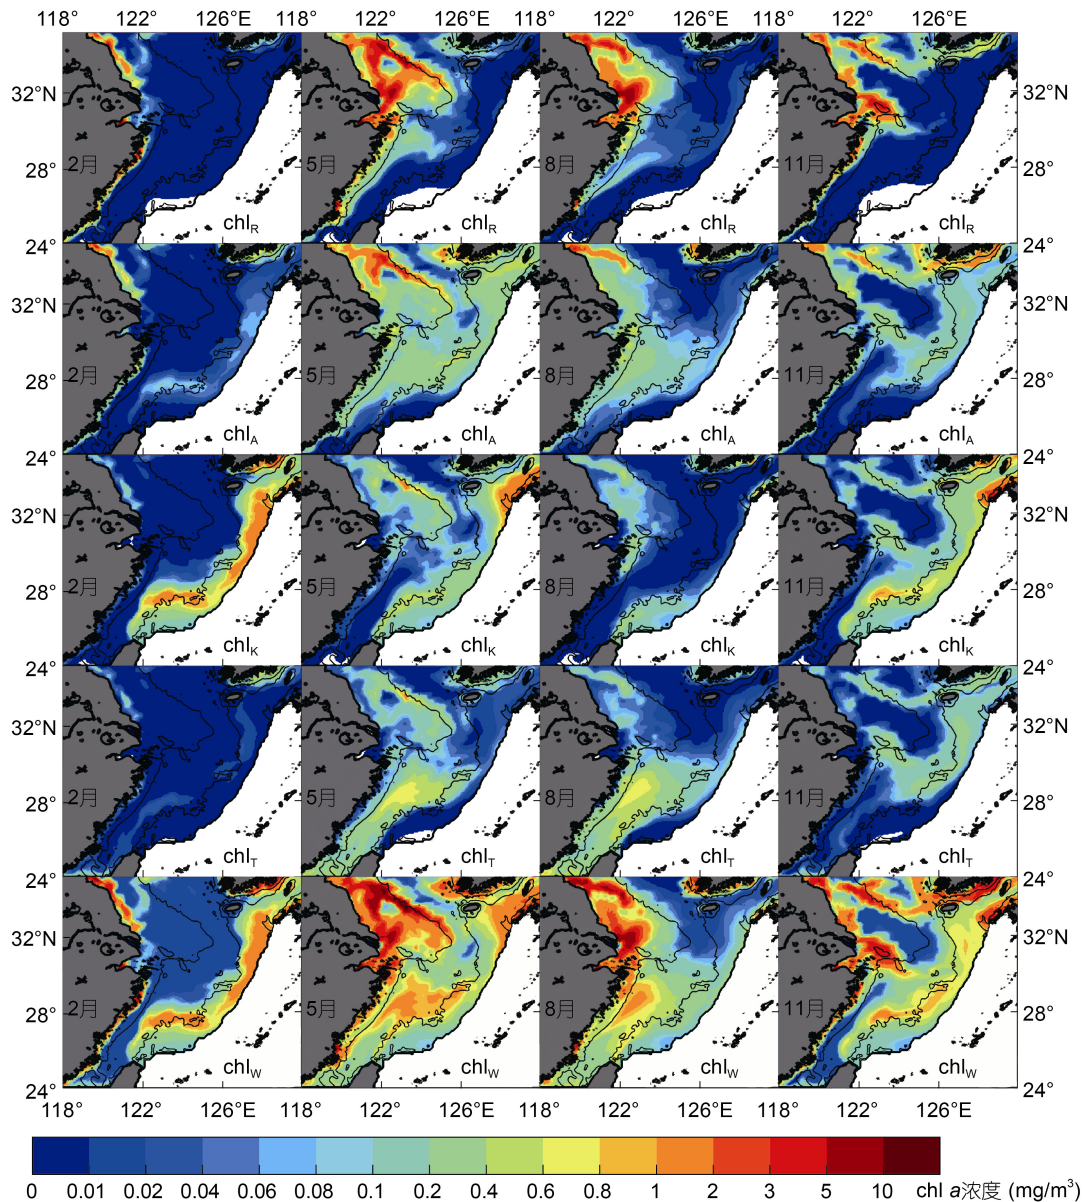 118° 122° 126°E 118° 122° 126°E 118° 122° 126°E 118° 122° 126°E
32°N 32°N
2月 5月 8月 11月
28° 28°
chlR chlR chlR chlR
24° 24°
32°N 32°N
2月 5月 8月 11月
28° 28°
chlA chlA chlA chlA
24° 24°
32°N 32°N
2月 5月 8月 11月
28° 28°
chlK chlK chlK chlK
24° 24°
32°N 32°N
2月 5月 8月 11月
28° 28°
chlT chlT chlT chlT
24° 24°
32°N 32°N
2月 5月 8月 11月
28° 28°
chlW chlW chlW chlW
24° 24°
118° 122° 126°E 118° 122° 126°E 118° 122° 126°E 118° 122° 126°E
0 0.01 0.02 0.04 0.06 0.08 0.1 0.2 0.4 0.6 0.8 1 2 3 5 10 chl a浓度 (mg/m³)